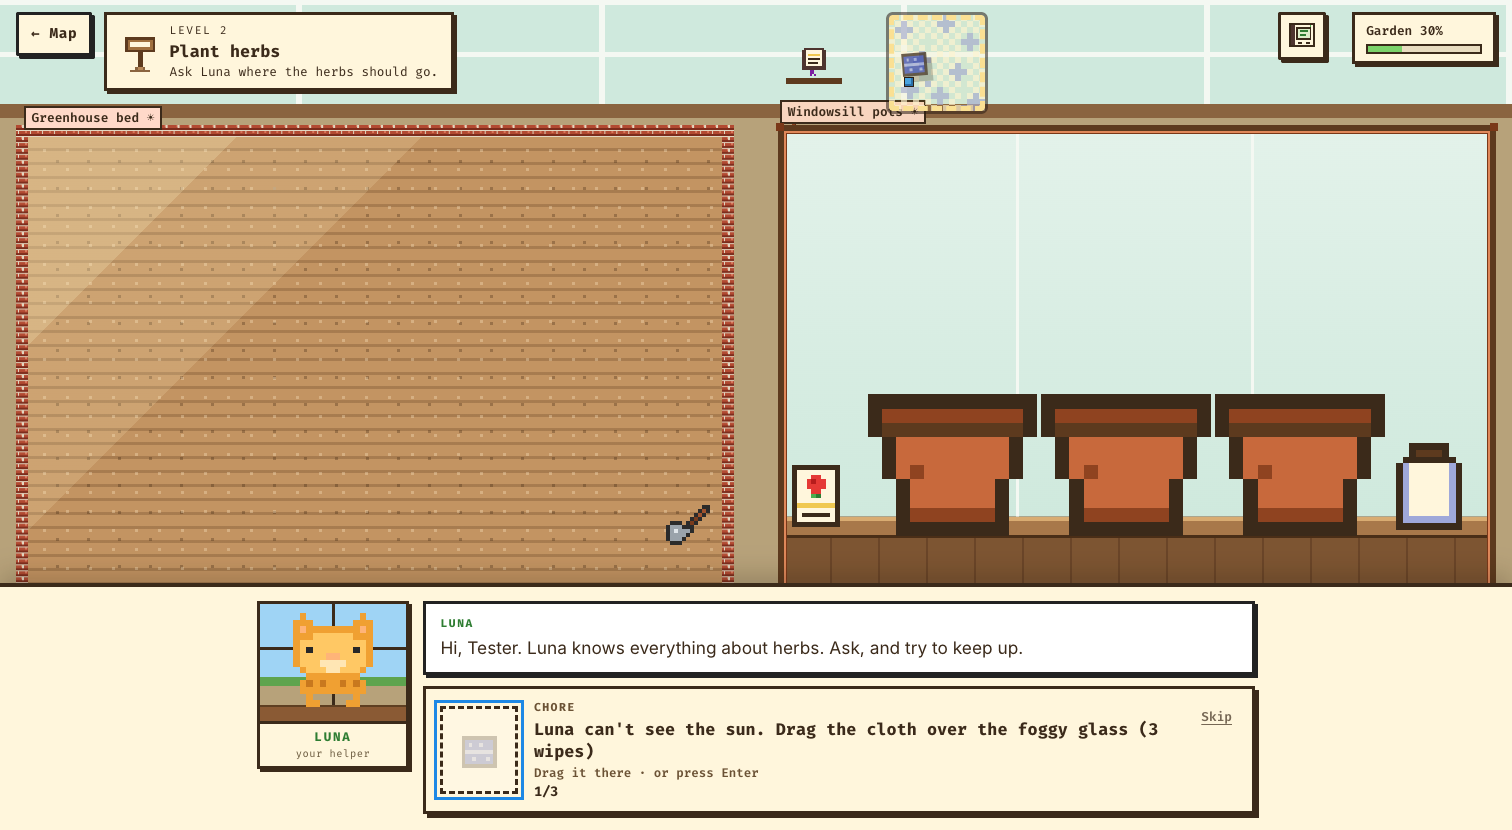 ← Map
LEVEL 2
Plant herbs
Ask Luna where the herbs should go.
Garden 30%
Greenhouse bed ☀
Windowsill pots ☀
LUNA
Hi, Tester. Luna knows everything about herbs. Ask, and try to keep up.
LUNA
your helper
CHORE
Luna can't see the sun. Drag the cloth over the foggy glass (3
wipes)
Drag it there · or press Enter
1/3
Skip